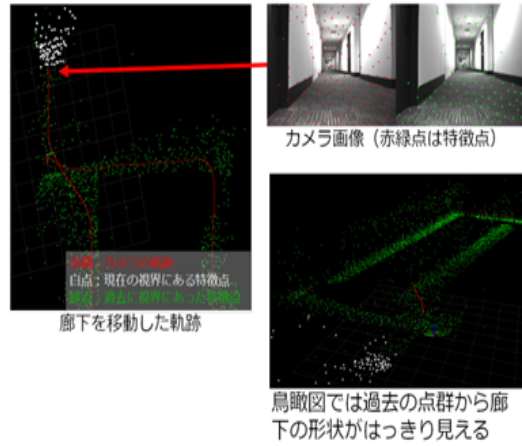 カメラ画像（赤緑点は特徴点）
赤線：カメラの軌跡
白点：現在の視界にある特徴点
緑点：過去に視界にあった特徴点
廊下を移動した軌跡
鳥瞰図では過去の点群から廊
下の形状がはっきり見える